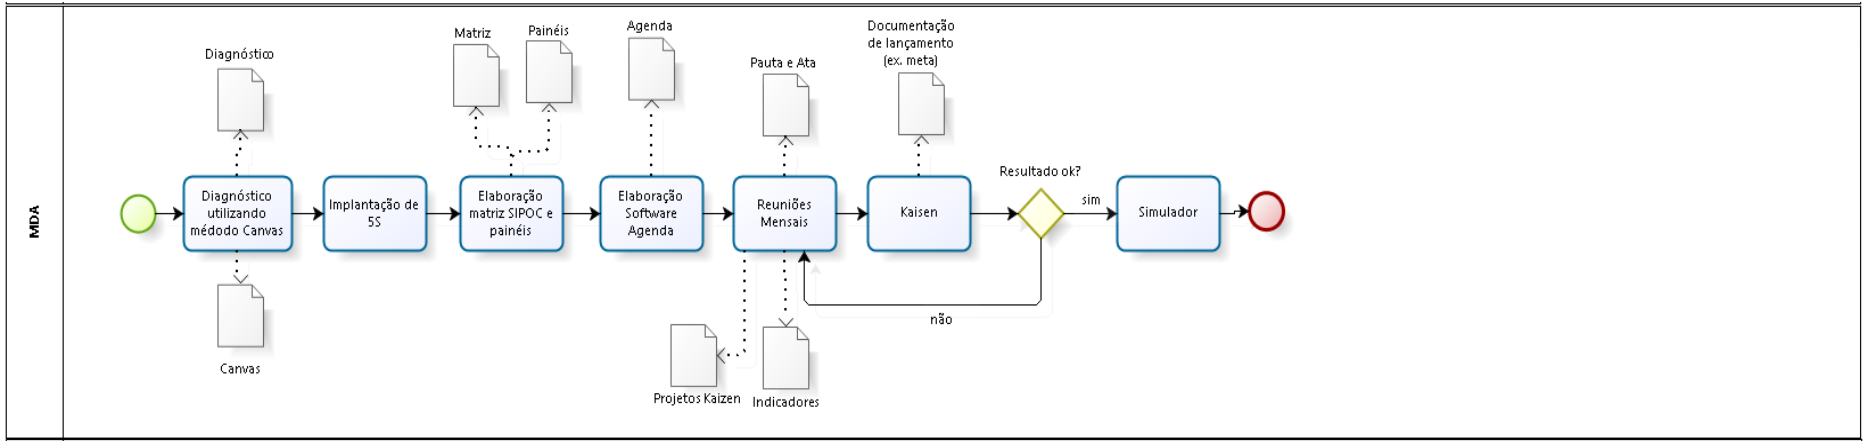 MDA
Diagnóstico
Matriz
Painéis
Agenda
Pauta e Ata
Documentação
de lançamento
(ex. meta)
Diagnóstico
utilizando
médodo Canvas
Implantação de
5S
Elaboração
matriz SIPOC e
painéis
Elaboração
Software
Agenda
Reuniões
Mensais
Kaisen
Resultado ok?
sim
Simulador
não
Canvas
Projetos Kaizen
Indicadores